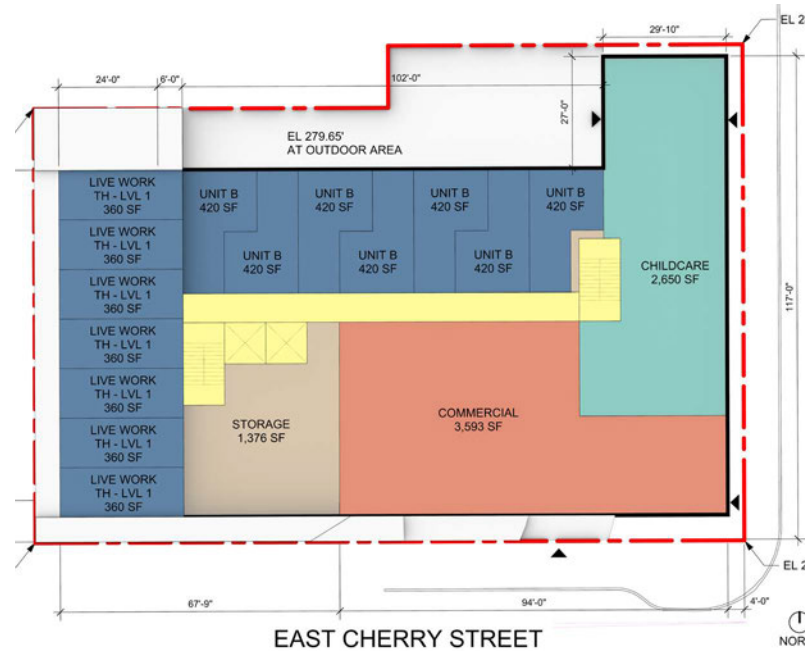 EL 2
29'-10"
24'-0"
6'-0"
102'-0"
27'-0"
EL 279.65'
AT OUTDOOR AREA
LIVE WORK
TH - LVL 1
360 SF
LIVE WORK
TH - LVL 1
360 SF
LIVE WORK
TH - LVL 1
360 SF
LIVE WORK
TH - LVL 1
360 SF
LIVE WORK
TH - LVL 1
360 SF
LIVE WORK
TH - LVL 1
360 SF
LIVE WORK
TH - LVL 1
360 SF
UNIT B
420 SF
UNIT B
420 SF
UNIT B
420 SF
UNIT B
420 SF
UNIT B
420 SF
UNIT B
420 SF
UNIT B
420 SF
CHILDCARE
2,650 SF
117'-0"
STORAGE
1,376 SF
COMMERCIAL
3,593 SF
EL 2
67'-9"
94'-0"
4'-0"
EAST CHERRY STREET
NOR